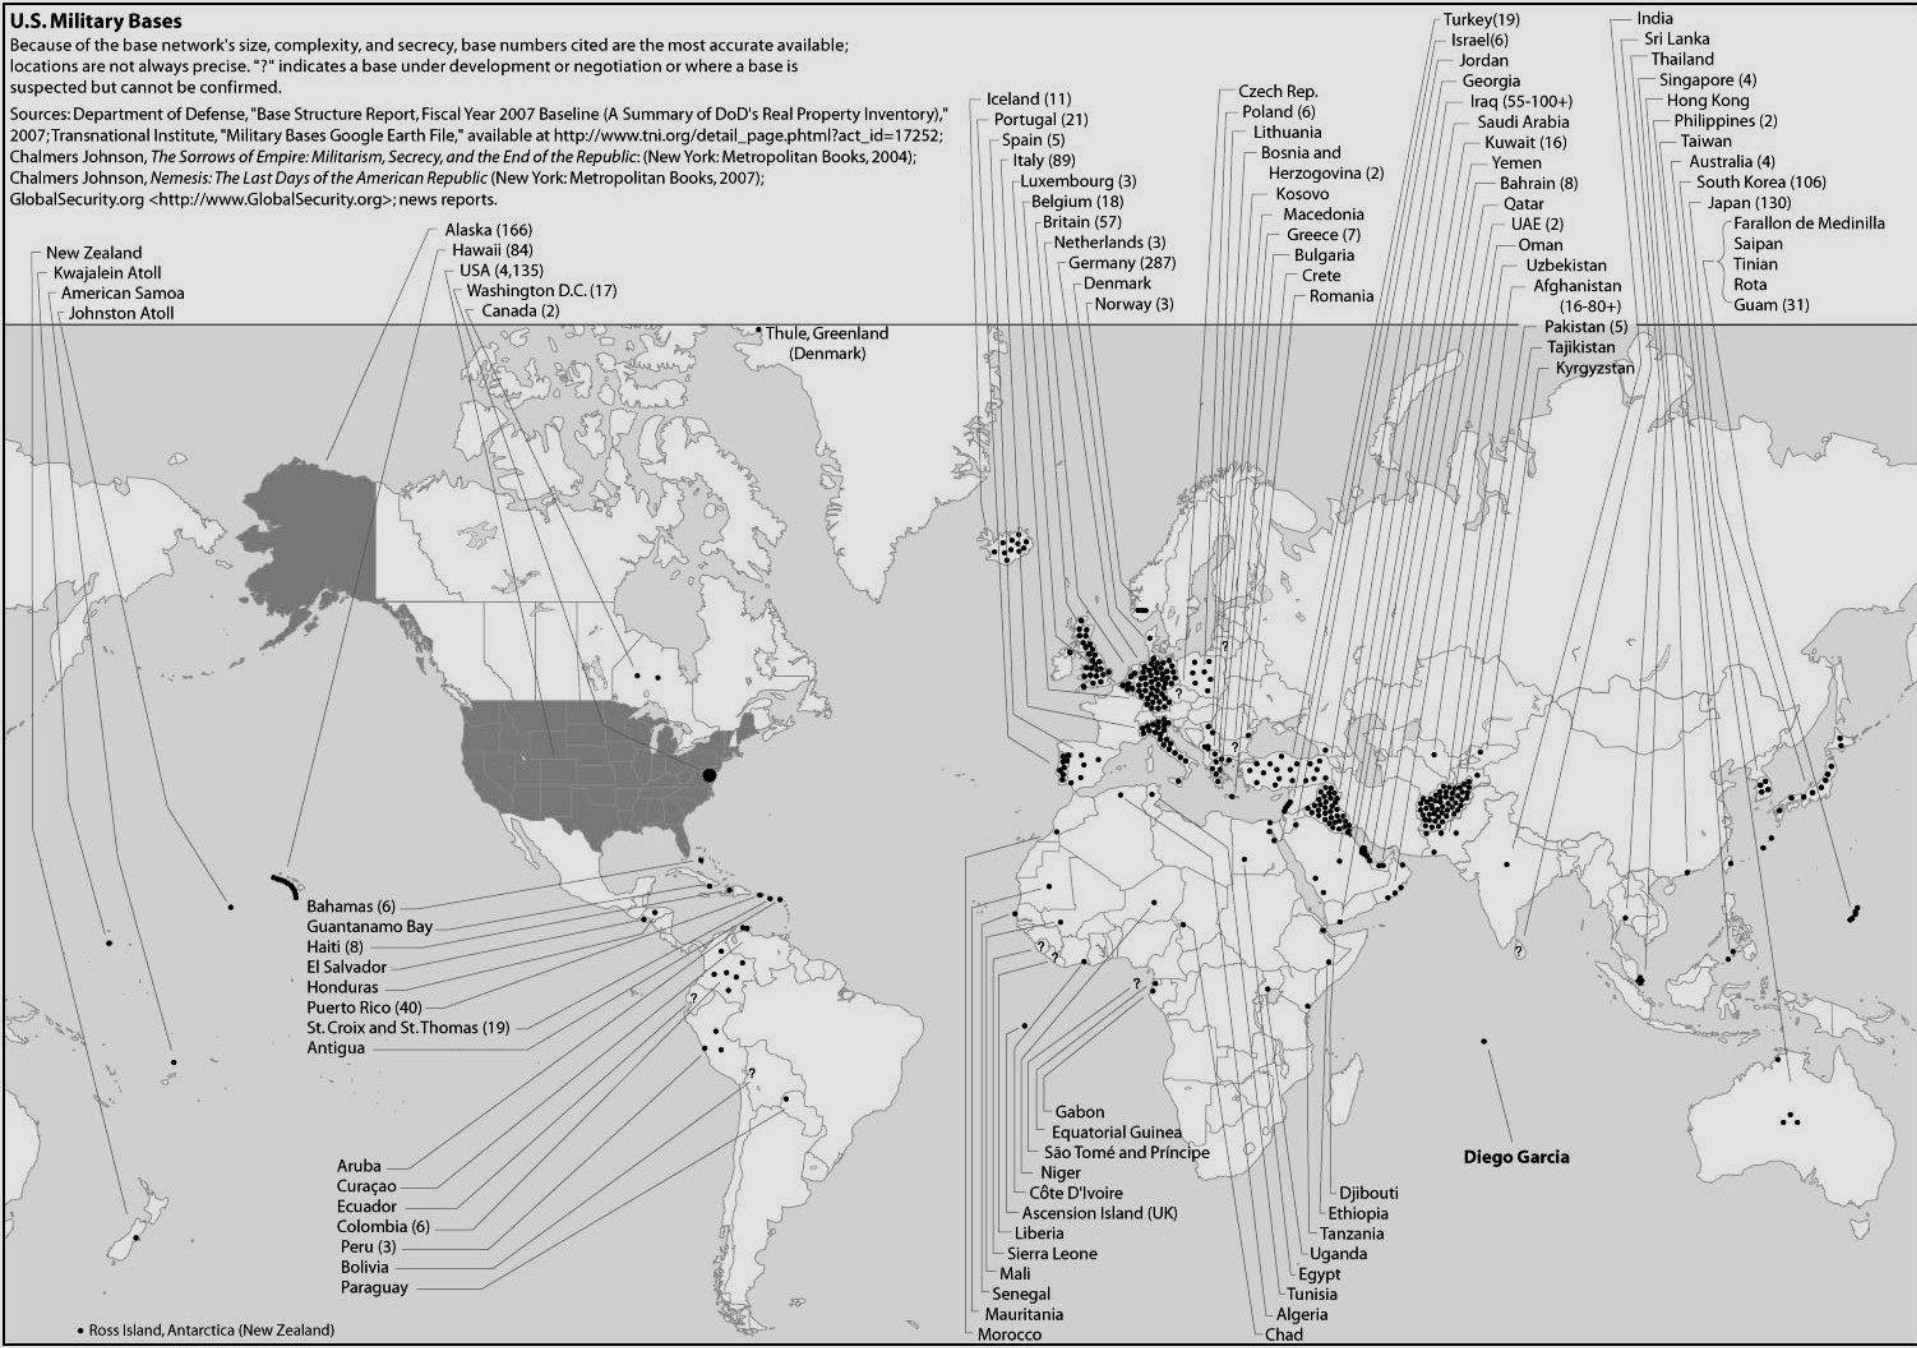 U.S. Military Bases
Because of the base network's size, complexity, and secrecy, base numbers cited are the most accurate available;
locations are not always precise. "?" indicates a base under development or negotiation or where a base is
suspected but cannot be confirmed.
Sources: Department of Defense, "Base Structure Report, Fiscal Year 2007 Baseline (A Summary of DoD's Real Property Inventory),"
2007; Transnational Institute, "Military Bases Google Earth File," available at http://www.tni.org/detail_page.phtml?act_id=17252;
Chalmers Johnson, The Sorrows of Empire: Militarism, Secrecy, and the End of the Republic: (New York: Metropolitan Books, 2004);
Chalmers Johnson, Nemesis: The Last Days of the American Republic (New York: Metropolitan Books, 2007);
GlobalSecurity.org <http://www.GlobalSecurity.org>; news reports.
New Zealand
Kwajalein Atoll
American Samoa
Johnston Atoll
Alaska (166)
Hawaii (84)
USA (4,135)
Washington D.C. (17)
Canada (2)
Thule, Greenland
(Denmark)
Iceland (11)
Portugal (21)
Spain (5)
Italy (89)
Luxembourg (3)
Belgium (18)
Britain (57)
Netherlands (3)
Germany (287)
Denmark
Norway (3)
Czech Rep.
Poland (6)
Lithuania
Bosnia and
Herzogovina (2)
Kosovo
Macedonia
Greece (7)
Bulgaria
Crete
Romania
Turkey(19)
Israel(6)
Jordan
Georgia
Iraq (55-100+)
Saudi Arabia
Kuwait (16)
Yemen
Bahrain (8)
Qatar
UAE (2)
Oman
Uzbekistan
Afghanistan
(16-80+)
Pakistan (5)
Tajikistan
Kyrgyzstan
India
Sri Lanka
Thailand
Singapore (4)
Hong Kong
Philippines (2)
Taiwan
Australia (4)
South Korea (106)
Japan (130)
Farallon de Medinilla
Saipan
Tinian
Rota
Guam (31)
?
?
?
?
?
?
?
?
?
Bahamas (6)
Guantanamo Bay
Haiti (8)
El Salvador
Honduras
Puerto Rico (40)
St. Croix and St. Thomas (19)
Antigua
Aruba
Curaçao
Ecuador
Colombia (6)
Peru (3)
Bolivia
Paraguay
Ross Island, Antarctica (New Zealand)
Gabon
Equatorial Guinea
São Tomé and Príncipe
Niger
Côte D'Ivoire
Ascension Island (UK)
Liberia
Sierra Leone
Mali
Senegal
Mauritania
Morocco
Djibouti
Ethiopia
Tanzania
Uganda
Egypt
Tunisia
Algeria
Chad
Diego Garcia